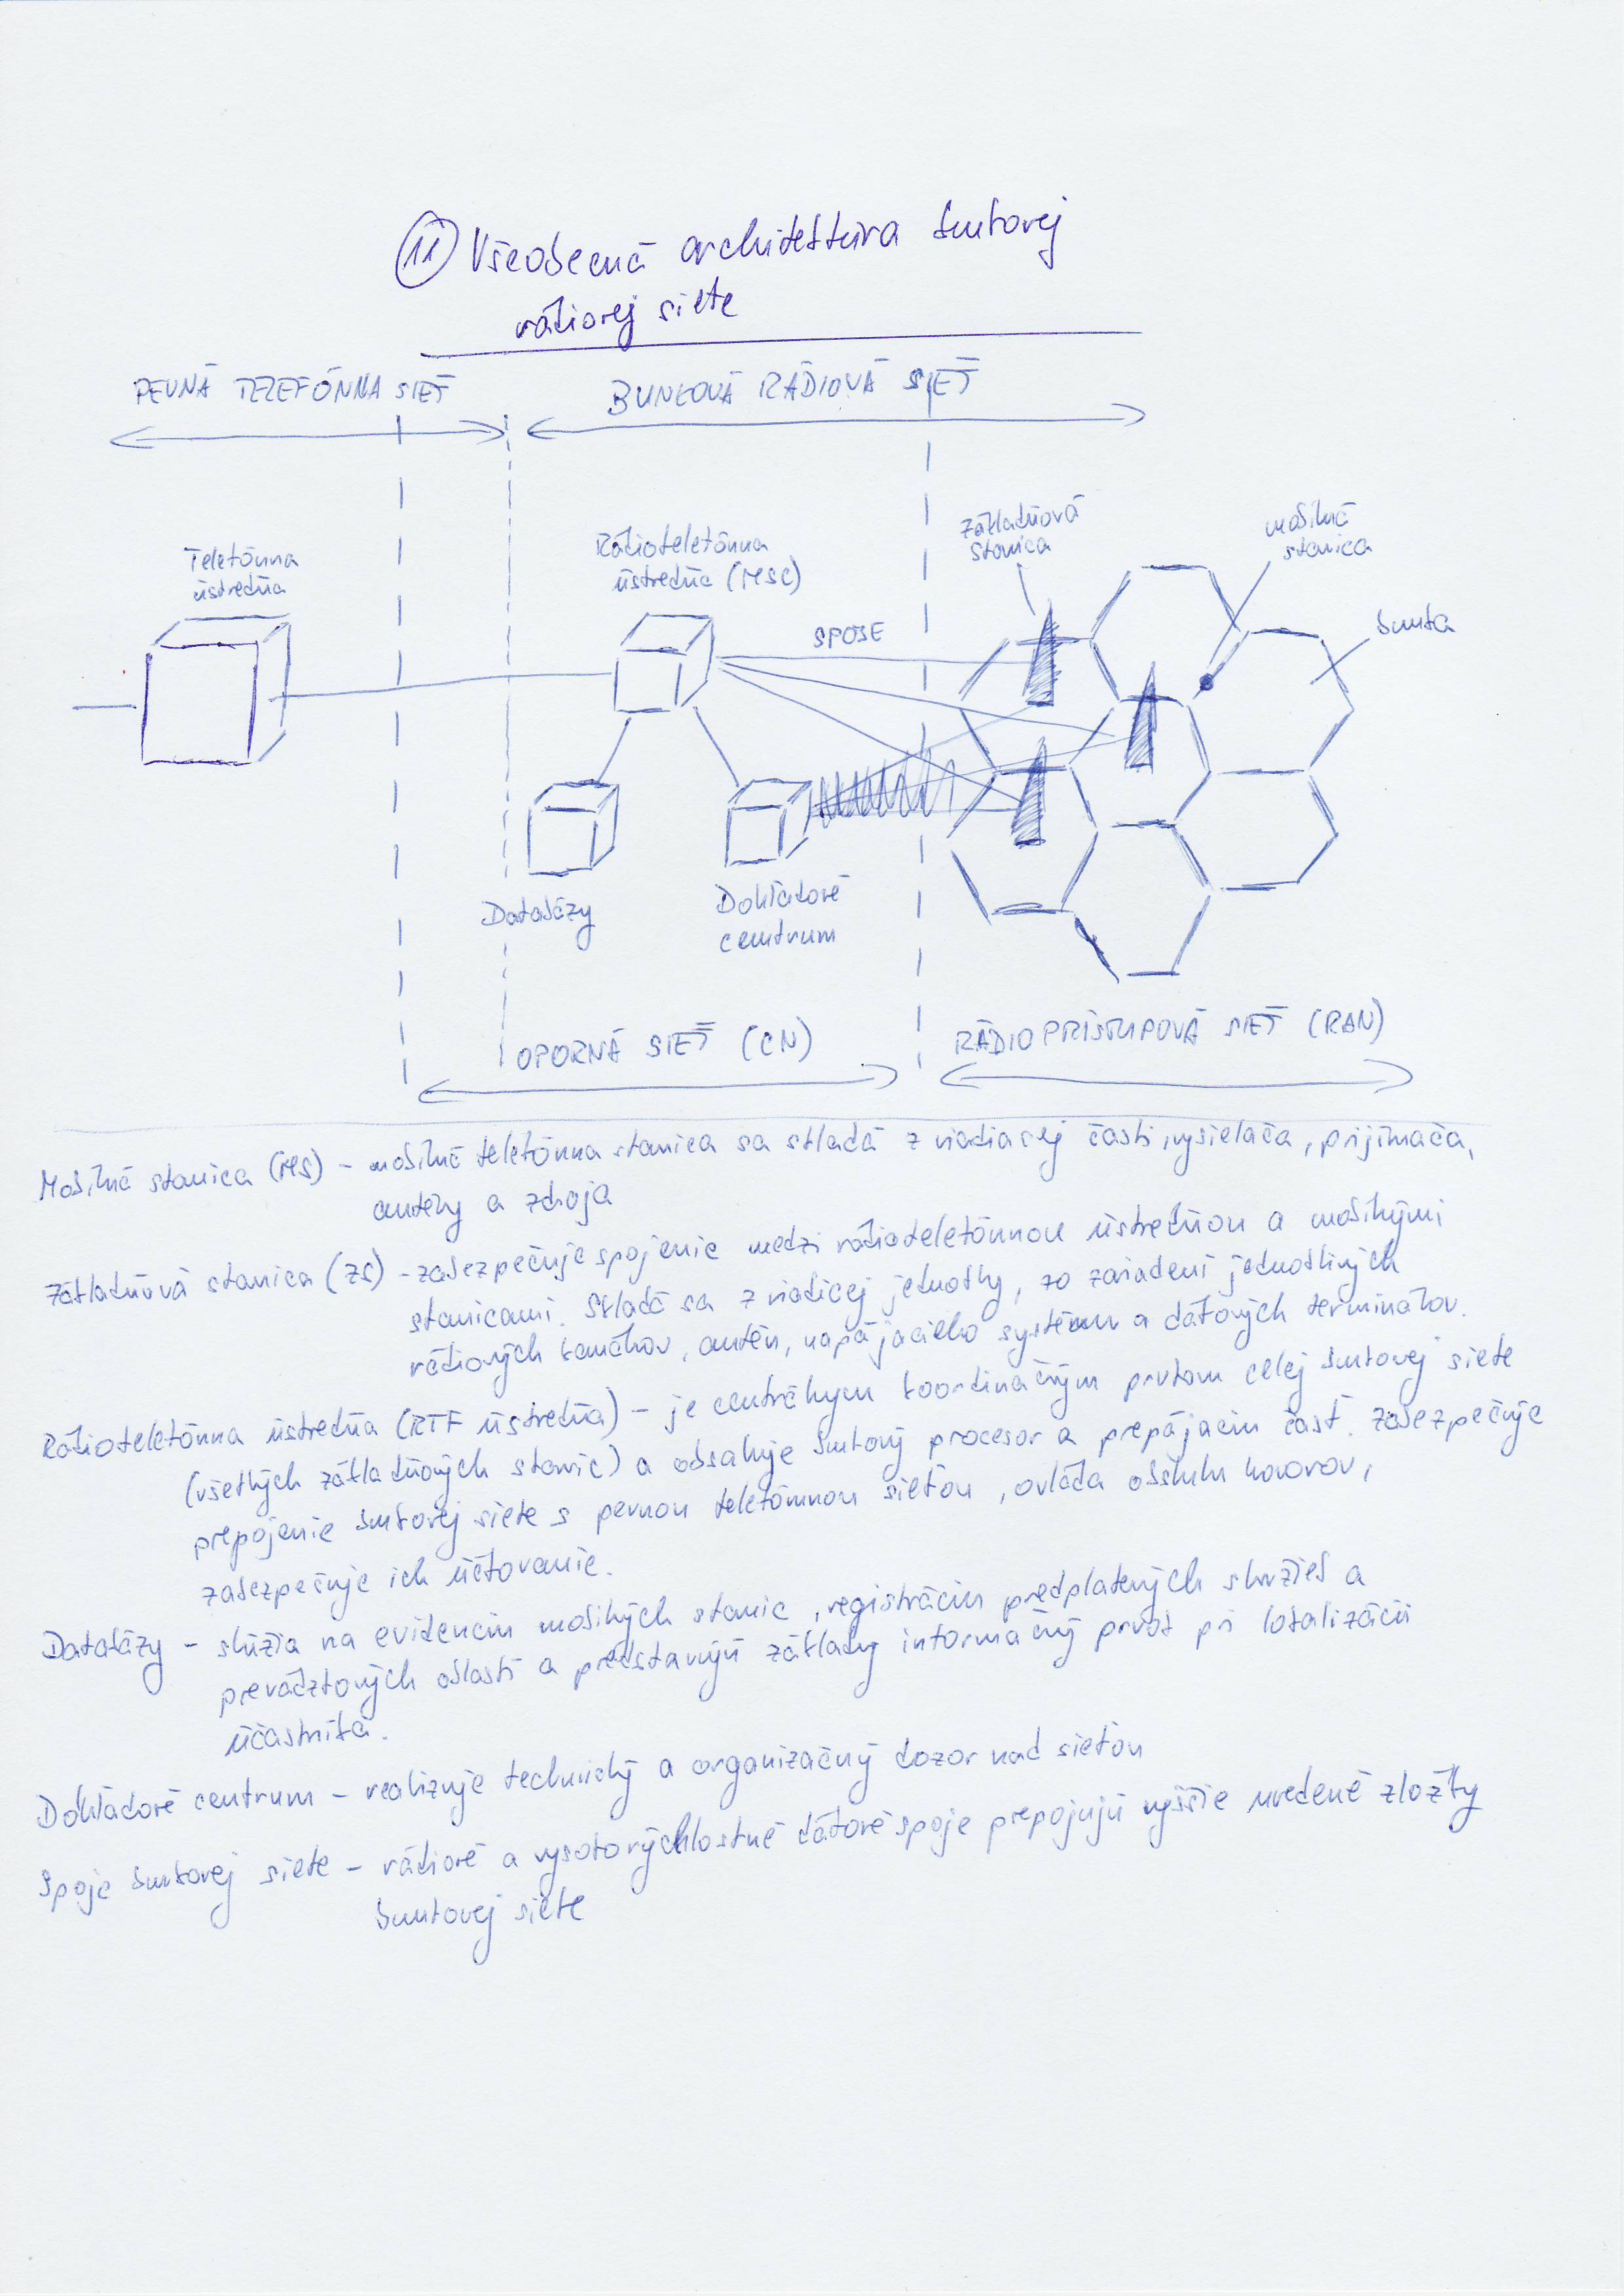 11 Všeobecná architektúra bunkovej
rádiovej siete
PEVNÁ TELEFÓNNA SIEŤ
BUNKOVÁ RÁDIOVÁ SIEŤ
základňová
stanica
mobilná
stanica
Telefónna
ústredňa
Rádiotelefónna
ústredňa (MSC)
SPOJE
bunka
Databázy
Dohľadové
centrum
OPORNÁ SIEŤ (CN)
RÁDIOPRÍSTUPOVÁ SIEŤ (RAN)
Mobilná stanica (MS) - mobilná telefónna stanica sa skladá z riadiacej časti, vysielača, prijímača,
antény a zdroja
Základňová stanica (ZS) - zabezpečuje spojenie medzi rádiotelefónnou ústredňou a mobilnými
stanicami. Skladá sa z riadicej jednotky, zo zariadení jednotlivých
rádiových kanálov, antén, napájacieho systému a dátových terminálov.
Rádiotelefónna ústredňa (RTF ústredňa) - je centrálnym koordinačným prvkom celej bunkovej siete
(všetkých základňových staníc) a obsahuje bunkový procesor a prepájaciu časť. Zabezpečuje
prepojenie bunkovej siete s pevnou telefónnou sieťou, ovláda obsluhu hovorov,
zabezpečuje ich účtovanie.
Databázy - slúžia na evidenciu mobilných staníc, registráciu predplatených služieb a
prevádzkových oblastí a predstavujú základný informačný prvok pri lokalizácii
účastníka.
Dohľadové centrum - realizuje technický a organizačný dozor nad sieťou
Spoje bunkovej siete - rádiové a vysokorýchlostné dátové spoje prepojujú vyššie uvedené zložky
bunkovej siete